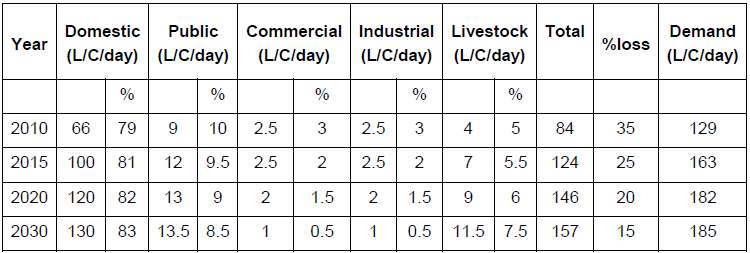 Year Domestic (L/C/day) Public (L/C/day) Commercial (L/C/day) Industrial (L/C/day) Livestock (L/C/day) Total %loss Demand (L/C/day)
% % % % %
2010 66 79 9 10 2.5 3 2.5 3 4 5 84 35 129
2015 100 81 12 9.5 2.5 2 2.5 2 7 5.5 124 25 163
2020 120 82 13 9 2 1.5 2 1.5 9 6 146 20 182
2030 130 83 13.5 8.5 1 0.5 1 0.5 11.5 7.5 157 15 185